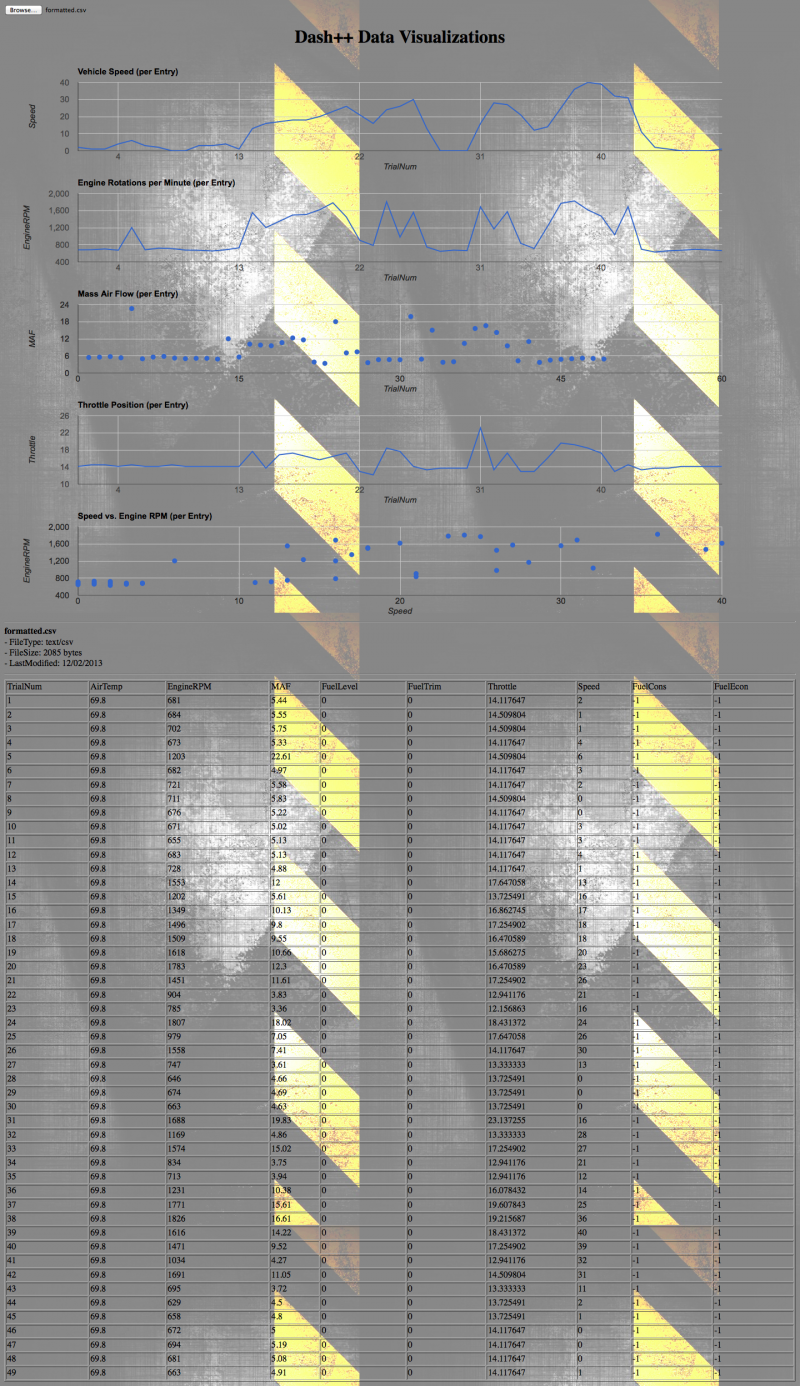 Browse... formatted.csv
Dash++ Data Visualizations
Vehicle Speed (per Entry)
Speed
40
30
20
10
0
4 13 22 31 40
TrialNum
Engine Rotations per Minute (per Entry)
EngineRPM
2,000
1,600
1,200
800
400
4 13 22 31 40
TrialNum
Mass Air Flow (per Entry)
MAF
24
18
12
6
0
0 15 30 45 60
TrialNum
Throttle Position (per Entry)
Throttle
26
22
18
14
10
4 13 22 31 40
TrialNum
Speed vs. Engine RPM (per Entry)
EngineRPM
2,000
1,600
1,200
800
400
0 10 20 30 40
Speed
formatted.csv
- FileType: text/csv
- FileSize: 2085 bytes
- LastModified: 12/02/2013
TrialNum AirTemp EngineRPM MAF FuelLevel FuelTrim Throttle Speed FuelCons FuelEcon
1 69.8 681 5.44 0 0 14.117647 2 -1 -1
2 69.8 684 5.55 0 0 14.509804 1 -1 -1
3 69.8 702 5.75 0 0 14.509804 1 -1 -1
4 69.8 673 5.33 0 0 14.117647 4 -1 -1
5 69.8 1203 22.61 0 0 14.509804 6 -1 -1
6 69.8 682 4.97 0 0 14.117647 3 -1 -1
7 69.8 721 5.58 0 0 14.117647 2 -1 -1
8 69.8 711 5.83 0 0 14.509804 0 -1 -1
9 69.8 676 5.22 0 0 14.117647 0 -1 -1
10 69.8 671 5.02 0 0 14.117647 3 -1 -1
11 69.8 655 5.13 0 0 14.117647 3 -1 -1
12 69.8 683 5.13 0 0 14.117647 4 -1 -1
13 69.8 728 4.88 0 0 14.117647 1 -1 -1
14 69.8 1553 12 0 0 17.647058 13 -1 -1
15 69.8 1202 5.61 0 0 13.725491 16 -1 -1
16 69.8 1349 10.13 0 0 16.862745 17 -1 -1
17 69.8 1496 9.8 0 0 17.254902 18 -1 -1
18 69.8 1509 9.55 0 0 16.470589 18 -1 -1
19 69.8 1618 10.66 0 0 15.686275 20 -1 -1
20 69.8 1783 12.3 0 0 16.470589 23 -1 -1
21 69.8 1451 11.61 0 0 17.254902 26 -1 -1
22 69.8 904 3.83 0 0 12.941176 21 -1 -1
23 69.8 785 3.36 0 0 12.156863 16 -1 -1
24 69.8 1807 18.02 0 0 18.431372 24 -1 -1
25 69.8 979 7.05 0 0 17.647058 26 -1 -1
26 69.8 1558 7.41 0 0 14.117647 30 -1 -1
27 69.8 747 3.61 0 0 13.333333 13 -1 -1
28 69.8 646 4.66 0 0 13.725491 0 -1 -1
29 69.8 674 4.69 0 0 13.725491 0 -1 -1
30 69.8 663 4.63 0 0 13.725491 0 -1 -1
31 69.8 1688 19.83 0 0 23.137255 16 -1 -1
32 69.8 1169 4.86 0 0 13.333333 28 -1 -1
33 69.8 1574 15.02 0 0 17.254902 27 -1 -1
34 69.8 834 3.75 0 0 12.941176 21 -1 -1
35 69.8 713 3.94 0 0 12.941176 12 -1 -1
36 69.8 1231 10.38 0 0 16.078432 14 -1 -1
37 69.8 1771 15.61 0 0 19.607843 25 -1 -1
38 69.8 1826 16.61 0 0 19.215687 36 -1 -1
39 69.8 1616 14.22 0 0 18.431372 40 -1 -1
40 69.8 1471 9.52 0 0 17.254902 39 -1 -1
41 69.8 1034 4.27 0 0 12.941176 32 -1 -1
42 69.8 1691 11.05 0 0 14.509804 31 -1 -1
43 69.8 695 3.72 0 0 13.333333 11 -1 -1
44 69.8 629 4.5 0 0 13.725491 2 -1 -1
45 69.8 658 4.8 0 0 13.725491 1 -1 -1
46 69.8 672 5 0 0 14.117647 0 -1 -1
47 69.8 694 5.19 0 0 14.117647 0 -1 -1
48 69.8 681 5.08 0 0 14.117647 0 -1 -1
49 69.8 663 4.91 0 0 14.117647 1 -1 -1